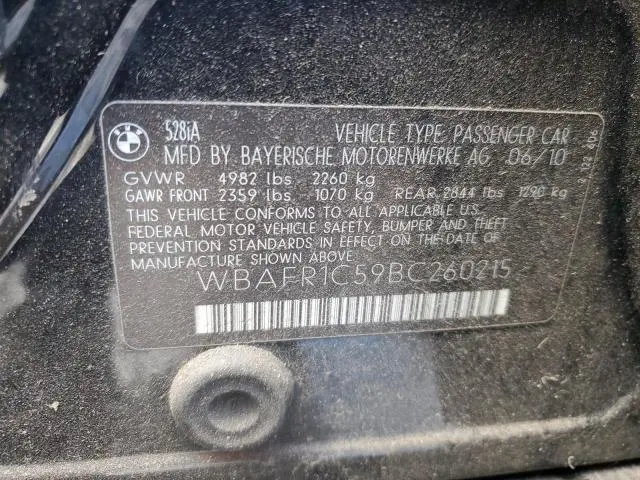 BMW
528iA
VEHICLE TYPE PASSENGER CAR
MFD BY BAYERISCHE MOTORENWERKE AG 06/10
GVWR 4982 lbs 2260 kg
GAWR FRONT 2359 lbs 1070 kg REAR 2844 lbs 1290 kg
THIS VEHICLE CONFORMS TO ALL APPLICABLE U.S.
FEDERAL MOTOR VEHICLE SAFETY, BUMPER AND THEFT
PREVENTION STANDARDS IN EFFECT ON THE DATE
OF MANUFACTURE SHOWN ABOVE.
WBAFR1C59BC260215